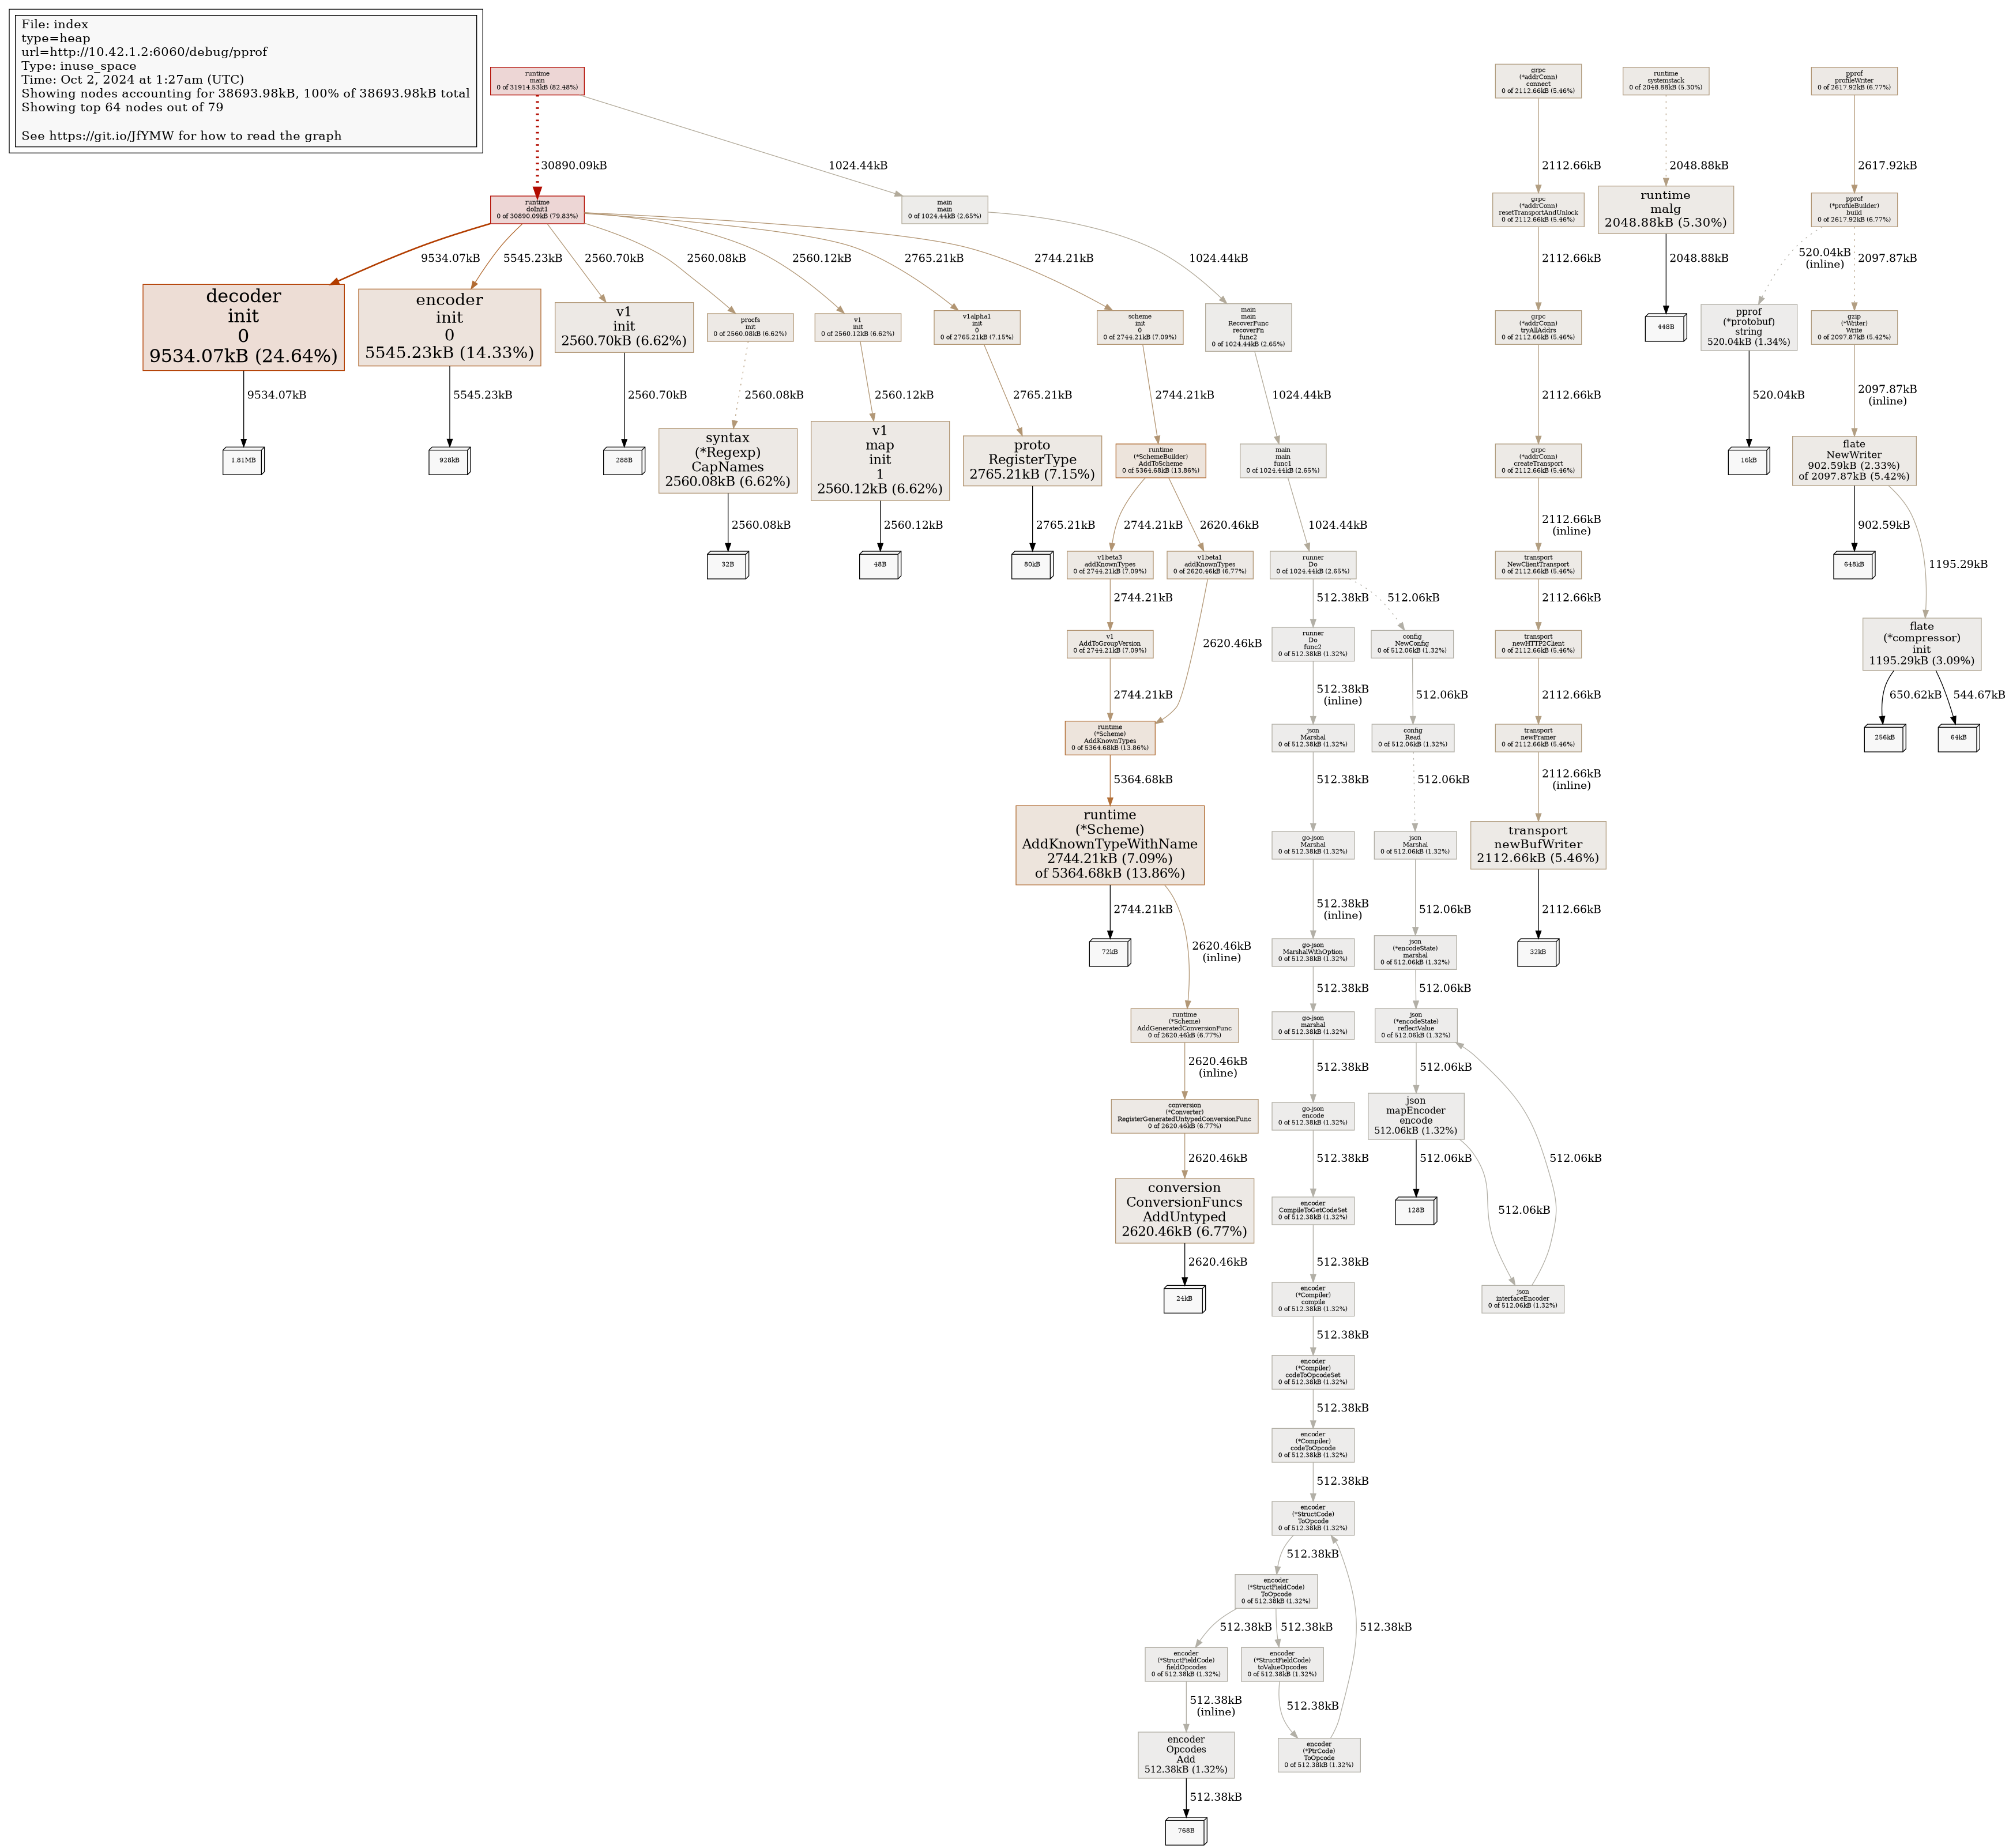 File: index
type=heap
url=http://10.42.1.2:6060/debug/pprof
Type: inuse_space
Time: Oct 2, 2024 at 1:27am (UTC)
Showing nodes accounting for 38693.98kB, 100% of 38693.98kB total
Showing top 64 nodes out of 79
See https://git.io/JfYMW for how to read the graph
runtime
main
0 of 31914.53kB (82.48%)
grpc
(*addrConn)
connect
0 of 2112.66kB (5.46%)
runtime
systemstack
0 of 2048.88kB (5.30%)
pprof
profileWriter
0 of 2617.92kB (6.77%)
30890.09kB
1024.44kB
2112.66kB
2048.88kB
2617.92kB
runtime
doInit1
0 of 30890.09kB (79.83%)
main
main
0 of 1024.44kB (2.65%)
grpc
(*addrConn)
resetTransportAndUnlock
0 of 2112.66kB (5.46%)
runtime
malg
2048.88kB (5.30%)
pprof
(*profileBuilder)
build
0 of 2617.92kB (6.77%)
9534.07kB
5545.23kB
2560.70kB
2560.08kB
2560.12kB
2765.21kB
2744.21kB
1024.44kB
2112.66kB
2048.88kB
520.04kB
(inline)
2097.87kB
decoder
init
0
9534.07kB (24.64%)
encoder
init
0
5545.23kB (14.33%)
v1
init
2560.70kB (6.62%)
procfs
init
0 of 2560.08kB (6.62%)
v1
init
0 of 2560.12kB (6.62%)
v1alpha1
init
0
0 of 2765.21kB (7.15%)
scheme
init
0
0 of 2744.21kB (7.09%)
main
main
RecoverFunc
recoverFn
func2
0 of 1024.44kB (2.65%)
grpc
(*addrConn)
tryAllAddrs
0 of 2112.66kB (5.46%)
448B
pprof
(*protobuf)
string
520.04kB (1.34%)
gzip
(*Writer)
Write
0 of 2097.87kB (5.42%)
9534.07kB
5545.23kB
2560.70kB
2560.08kB
2560.12kB
2765.21kB
2744.21kB
1024.44kB
2112.66kB
520.04kB
2097.87kB
(inline)
1.81MB
928kB
288B
syntax
(*Regexp)
CapNames
2560.08kB (6.62%)
v1
map
init
1
2560.12kB (6.62%)
proto
RegisterType
2765.21kB (7.15%)
runtime
(*SchemeBuilder)
AddToScheme
0 of 5364.68kB (13.86%)
main
main
func1
0 of 1024.44kB (2.65%)
grpc
(*addrConn)
createTransport
0 of 2112.66kB (5.46%)
16kB
flate
NewWriter
902.59kB (2.33%)
of 2097.87kB (5.42%)
2560.08kB
2560.12kB
2765.21kB
2744.21kB
2620.46kB
1024.44kB
2112.66kB
(inline)
902.59kB
1195.29kB
32B
48B
80kB
v1beta3
addKnownTypes
0 of 2744.21kB (7.09%)
v1beta1
addKnownTypes
0 of 2620.46kB (6.77%)
runner
Do
0 of 1024.44kB (2.65%)
transport
NewClientTransport
0 of 2112.66kB (5.46%)
648kB
2744.21kB
2620.46kB
512.38kB
512.06kB
2112.66kB
v1
AddToGroupVersion
0 of 2744.21kB (7.09%)
runner
Do
func2
0 of 512.38kB (1.32%)
config
NewConfig
0 of 512.06kB (1.32%)
transport
newHTTP2Client
0 of 2112.66kB (5.46%)
flate
(*compressor)
init
1195.29kB (3.09%)
2744.21kB
512.38kB
(inline)
512.06kB
2112.66kB
650.62kB
544.67kB
runtime
(*Scheme)
AddKnownTypes
0 of 5364.68kB (13.86%)
json
Marshal
0 of 512.38kB (1.32%)
config
Read
0 of 512.06kB (1.32%)
transport
newFramer
0 of 2112.66kB (5.46%)
256kB
64kB
5364.68kB
512.38kB
512.06kB
2112.66kB
(inline)
runtime
(*Scheme)
AddKnownTypeWithName
2744.21kB (7.09%)
of 5364.68kB (13.86%)
go-json
Marshal
0 of 512.38kB (1.32%)
json
Marshal
0 of 512.06kB (1.32%)
transport
newBufWriter
2112.66kB (5.46%)
2744.21kB
2620.46kB
(inline)
512.38kB
(inline)
512.06kB
2112.66kB
72kB
go-json
MarshalWithOption
0 of 512.38kB (1.32%)
json
(*encodeState)
marshal
0 of 512.06kB (1.32%)
32kB
512.38kB
512.06kB
runtime
(*Scheme)
AddGeneratedConversionFunc
0 of 2620.46kB (6.77%)
go-json
marshal
0 of 512.38kB (1.32%)
json
(*encodeState)
reflectValue
0 of 512.06kB (1.32%)
2620.46kB
(inline)
512.38kB
512.06kB
conversion
(*Converter)
RegisterGeneratedUntypedConversionFunc
0 of 2620.46kB (6.77%)
go-json
encode
0 of 512.38kB (1.32%)
json
mapEncoder
encode
512.06kB (1.32%)
2620.46kB
512.38kB
512.06kB
512.06kB
512.06kB
conversion
ConversionFuncs
AddUntyped
2620.46kB (6.77%)
encoder
CompileToGetCodeSet
0 of 512.38kB (1.32%)
128B
2620.46kB
512.38kB
24kB
encoder
(*Compiler)
compile
0 of 512.38kB (1.32%)
json
interfaceEncoder
0 of 512.06kB (1.32%)
512.38kB
encoder
(*Compiler)
codeToOpcodeSet
0 of 512.38kB (1.32%)
512.38kB
encoder
(*Compiler)
codeToOpcode
0 of 512.38kB (1.32%)
512.38kB
encoder
(*StructCode)
ToOpcode
0 of 512.38kB (1.32%)
512.38kB
encoder
(*StructFieldCode)
ToOpcode
0 of 512.38kB (1.32%)
512.38kB
512.38kB
512.38kB
encoder
(*StructFieldCode)
fieldOpcodes
0 of 512.38kB (1.32%)
encoder
(*StructFieldCode)
toValueOpcodes
0 of 512.38kB (1.32%)
512.38kB
(inline)
512.38kB
encoder
Opcodes
Add
512.38kB (1.32%)
encoder
(*PtrCode)
ToOpcode
0 of 512.38kB (1.32%)
512.38kB
768B